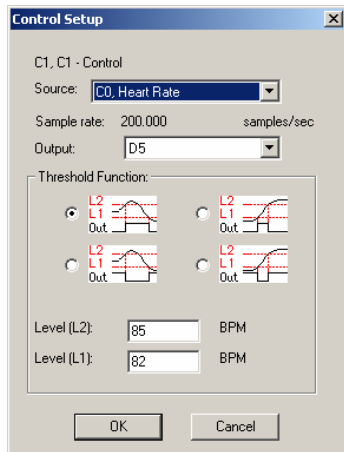 Control Setup
C1, C1 - Control
Source: C0, Heart Rate
Sample rate: 200.000 samples/sec
Output: D5
Threshold Function:
L2 L2
L1 L1
Out Out
L2 L2
L1 L1
Out Out
Level (L2): 85 BPM
Level (L1): 82 BPM
OK Cancel